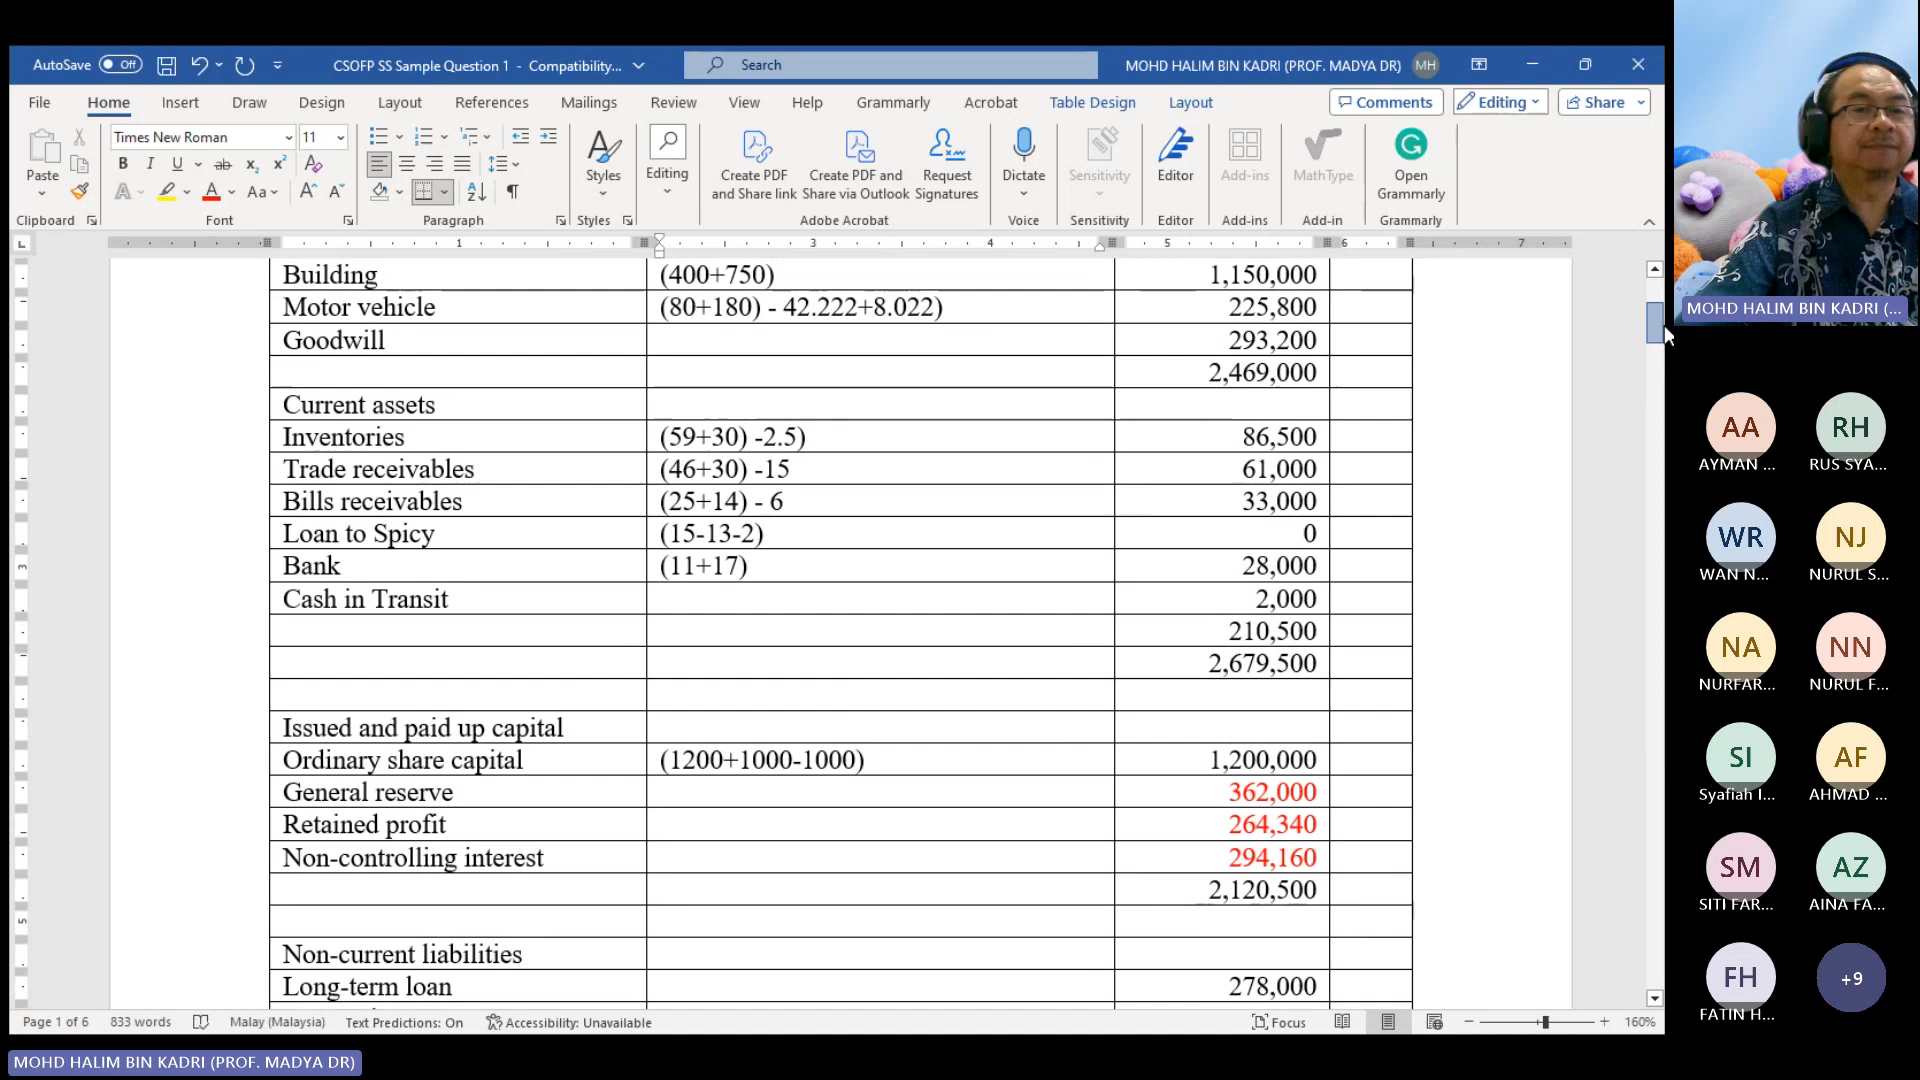 AutoSave Off CSOFP SS Sample Question 1 - Compatibility... Search MOHD HALIM BIN KADRI (PROF. MADYA DR) MH
File Home Insert Draw Design Layout References Mailings Review View Help Grammarly Acrobat Table Design Layout Comments Editing Share
Times New Roman 11
Paste Styles Editing Create PDF and Share link Create PDF and Share via Outlook Request Signatures Dictate Sensitivity Editor Add-ins MathType Open Grammarly
Clipboard Font Paragraph Styles Adobe Acrobat Voice Sensitivity Editor Add-ins Add-in Grammarly
1 3 4 5 6 7
Building (400+750) 1,150,000
Motor vehicle (80+180) - 42.222+8.022) 225,800
Goodwill 293,200
2,469,000
Current assets
Inventories (59+30) -2.5) 86,500
Trade receivables (46+30) -15 61,000
Bills receivables (25+14) - 6 33,000
Loan to Spicy (15-13-2) 0
Bank (11+17) 28,000
Cash in Transit 2,000
210,500
2,679,500
Issued and paid up capital
Ordinary share capital (1200+1000-1000) 1,200,000
General reserve 362,000
Retained profit 264,340
Non-controlling interest 294,160
2,120,500
Non-current liabilities
Long-term loan 278,000
Page 1 of 6 833 words Malay (Malaysia) Text Predictions: On Accessibility: Unavailable Focus 160%
MOHD HALIM BIN KADRI (PROF. MADYA DR)
MOHD HALIM BIN KADRI (...
AA RH
AYMAN ... RUS SYA...
WR NJ
WAN N... NURUL S...
NA NN
NURFAR... NURUL F...
SI AF
Syafiah I... AHMAD ...
SM AZ
SITI FAR... AINA FA...
FH +9
FATIN H...